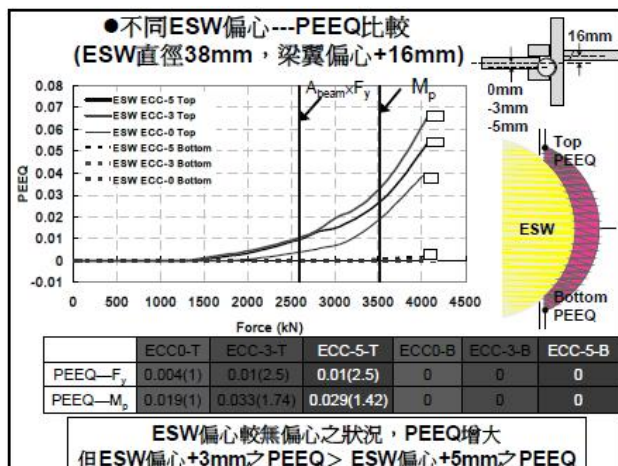 ●不同ESW偏心---PEEQ比較
(ESW直徑38mm，梁翼偏心+16mm)
16mm
0mm
-3mm
-5mm
A_beam×F_y
M_p
0.08
0.07
0.06
0.05
0.04
0.03
0.02
0.01
0
-0.01
PEEQ
ESW ECC-5 Top
ESW ECC-3 Top
ESW ECC-0 Top
ESW ECC-5 Bottom
ESW ECC-3 Bottom
ESW ECC-0 Bottom
0 500 1000 1500 2000 2500 3000 3500 4000 4500
Force (kN)
Top
PEEQ
ESW
Bottom
PEEQ
ECC0-T ECC-3-T ECC-5-T ECC0-B ECC-3-B ECC-5-B
PEEQ—F_y 0.004(1) 0.01(2.5) 0.01(2.5) 0 0 0
PEEQ—M_p 0.019(1) 0.033(1.74) 0.029(1.42) 0 0 0
ESW偏心較無偏心之狀況，PEEQ增大
但ESW偏心+3mm之PEEQ＞ ESW偏心+5mm之PEEQ